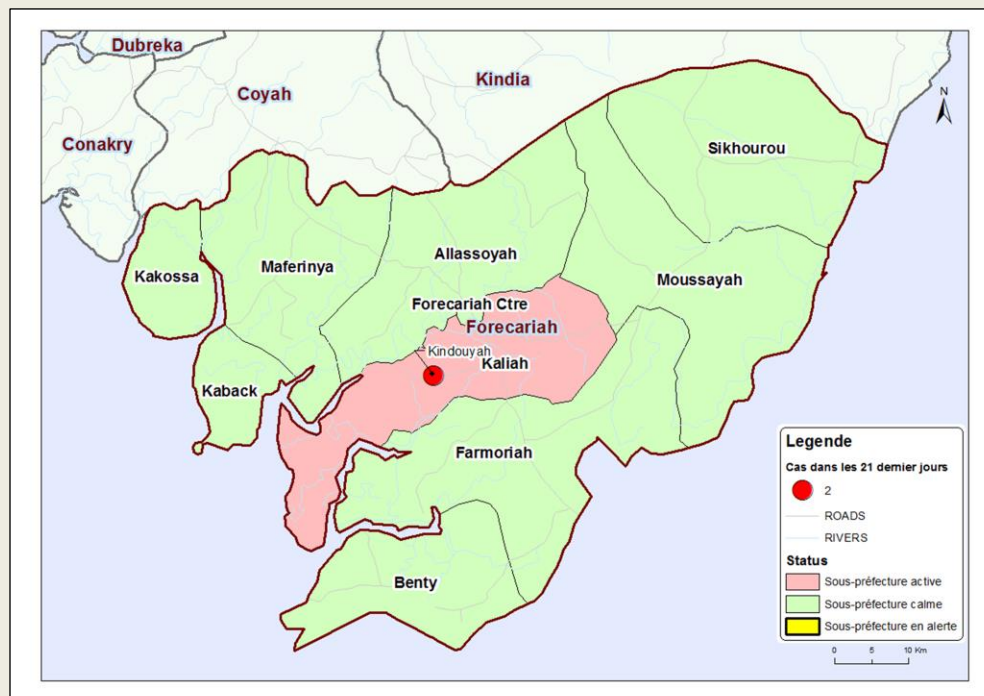 Dubreka
Coyah
Kindia
Conakry
N
Sikhourou
Maferinya
Allassoyah
Kakossa
Moussayah
Forecariah Ctre
Forecariah
Kindouyah
Kaliah
Kaback
Farmoriah
Benty
Legende
Cas dans les 21 dernier jours
2
ROADS
RIVERS
Status
Sous-préfecture active
Sous-préfecture calme
Sous-préfecture en alerte
0 5 10 Km